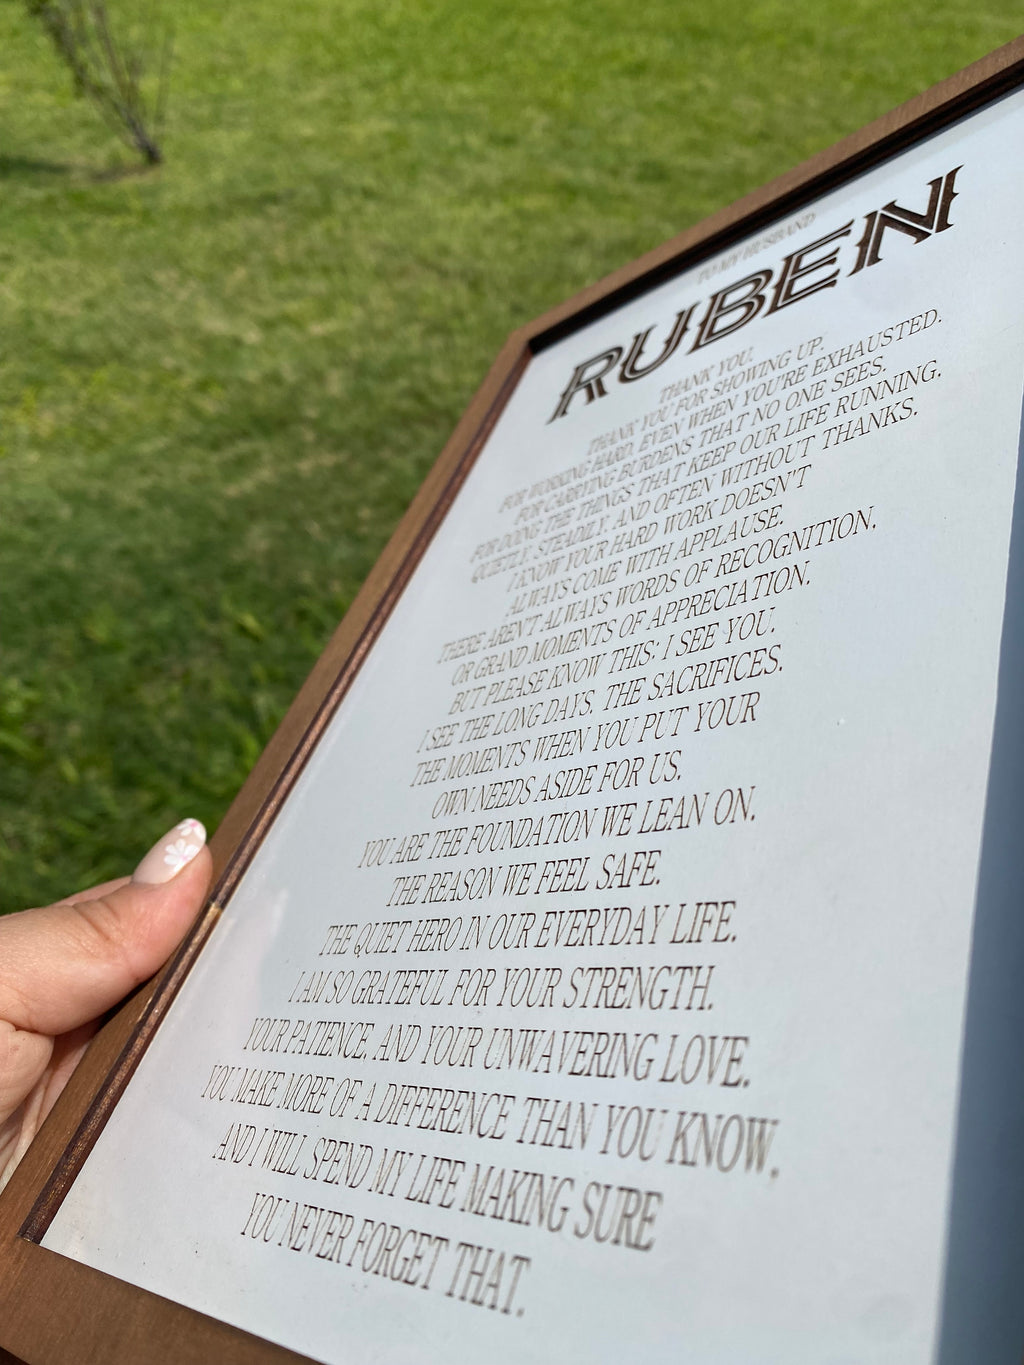 TO MY HUSBAND
RUBEN
THANK YOU.
THANK YOU FOR SHOWING UP.
FOR WORKING HARD, EVEN WHEN YOU'RE EXHAUSTED.
FOR CARRYING BURDENS THAT NO ONE SEES.
FOR DOING THE THINGS THAT KEEP OUR LIFE RUNNING,
QUIETLY, STEADILY, AND OFTEN WITHOUT THANKS.
I KNOW YOUR HARD WORK DOESN'T
ALWAYS COME WITH APPLAUSE.
THERE AREN'T ALWAYS WORDS OF RECOGNITION.
OR GRAND MOMENTS OF APPRECIATION.
BUT PLEASE KNOW THIS: I SEE YOU.
I SEE THE LONG DAYS, THE SACRIFICES.
THE MOMENTS WHEN YOU PUT YOUR
OWN NEEDS ASIDE FOR US.
YOU ARE THE FOUNDATION WE LEAN ON.
THE REASON WE FEEL SAFE.
THE QUIET HERO IN OUR EVERYDAY LIFE.
I AM SO GRATEFUL FOR YOUR STRENGTH.
YOUR PATIENCE, AND YOUR UNWAVERING LOVE.
YOU MAKE MORE OF A DIFFERENCE THAN YOU KNOW,
AND I WILL SPEND MY LIFE MAKING SURE
YOU NEVER FORGET THAT.